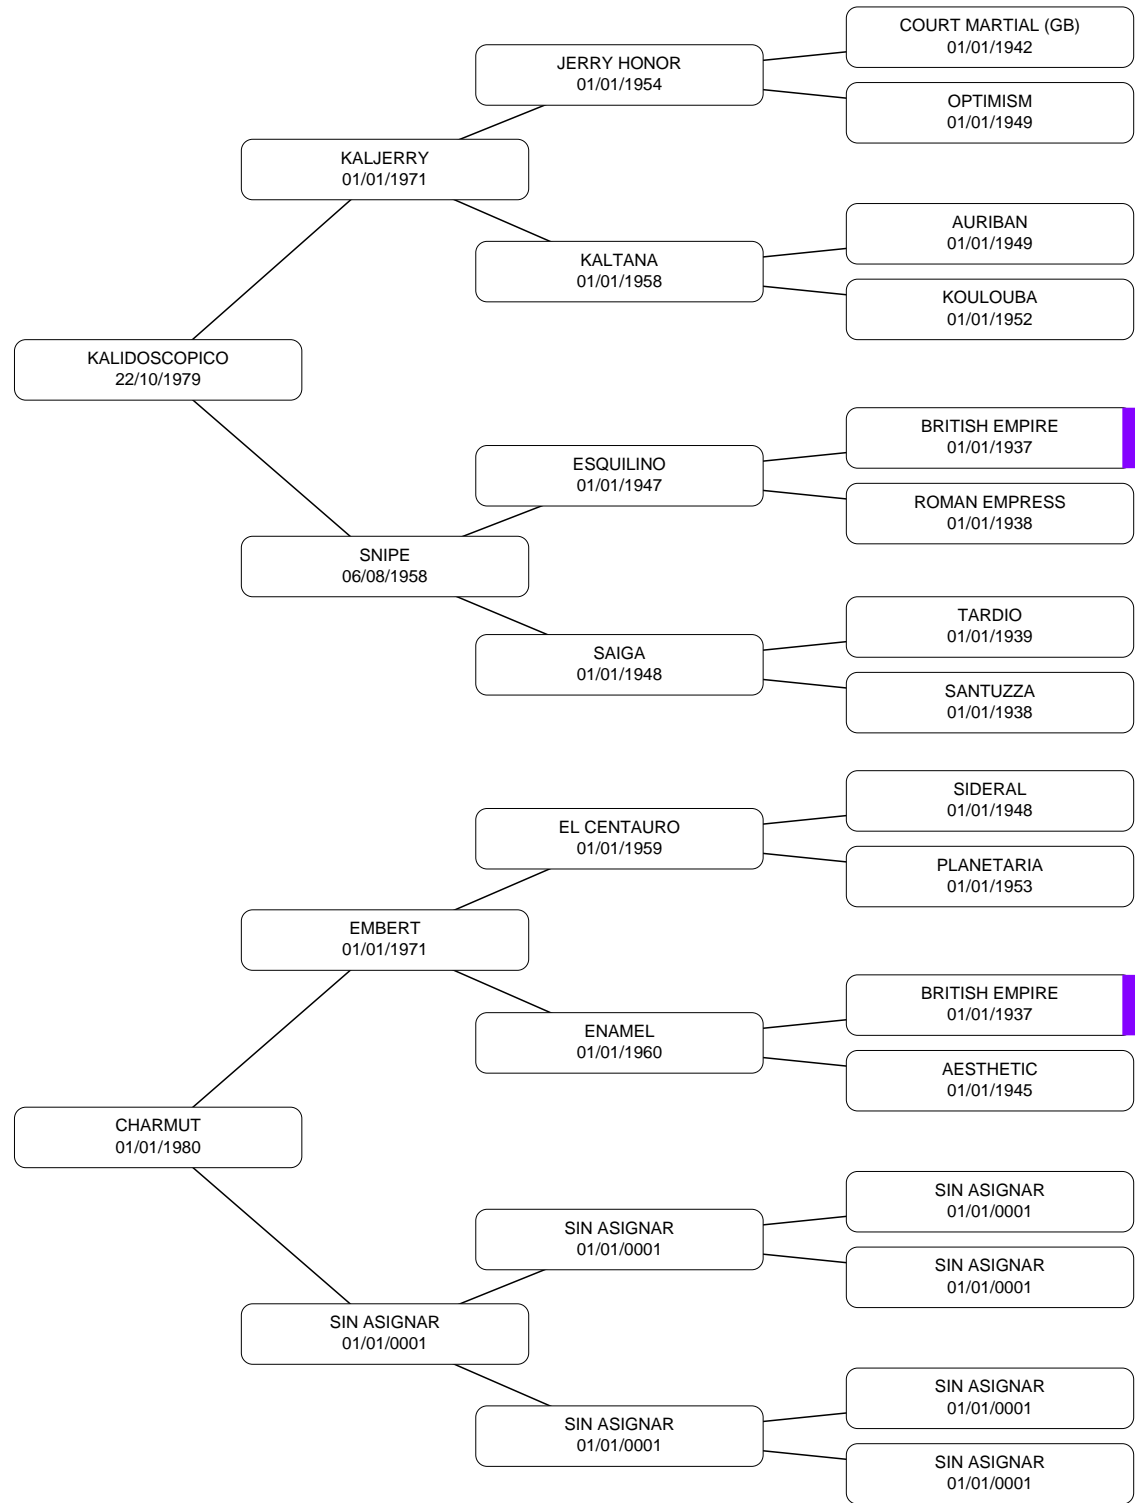 COURT MARTIAL (GB)
01/01/1942
JERRY HONOR
01/01/1954
OPTIMISM
01/01/1949
KALJERRY
01/01/1971
AURIBAN
01/01/1949
KALTANA
01/01/1958
KOULOUBA
01/01/1952
KALIDOSCOPICO
22/10/1979
BRITISH EMPIRE
01/01/1937
ESQUILINO
01/01/1947
ROMAN EMPRESS
01/01/1938
SNIPE
06/08/1958
TARDIO
01/01/1939
SAIGA
01/01/1948
SANTUZZA
01/01/1938
SIDERAL
01/01/1948
EL CENTAURO
01/01/1959
PLANETARIA
01/01/1953
EMBERT
01/01/1971
BRITISH EMPIRE
01/01/1937
ENAMEL
01/01/1960
AESTHETIC
01/01/1945
CHARMUT
01/01/1980
SIN ASIGNAR
01/01/0001
SIN ASIGNAR
01/01/0001
SIN ASIGNAR
01/01/0001
SIN ASIGNAR
01/01/0001
SIN ASIGNAR
01/01/0001
SIN ASIGNAR
01/01/0001
SIN ASIGNAR
01/01/0001